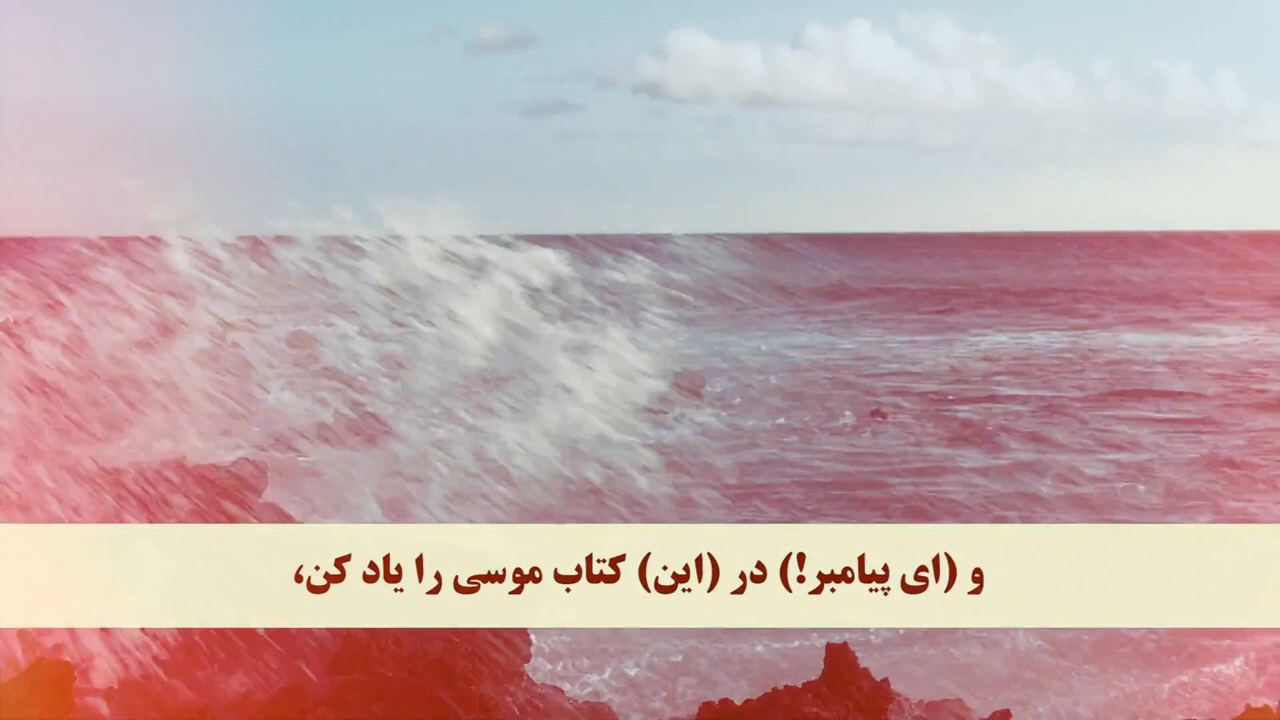 و (ای پیامبر!) در (این) کتاب موسی را یاد کن،